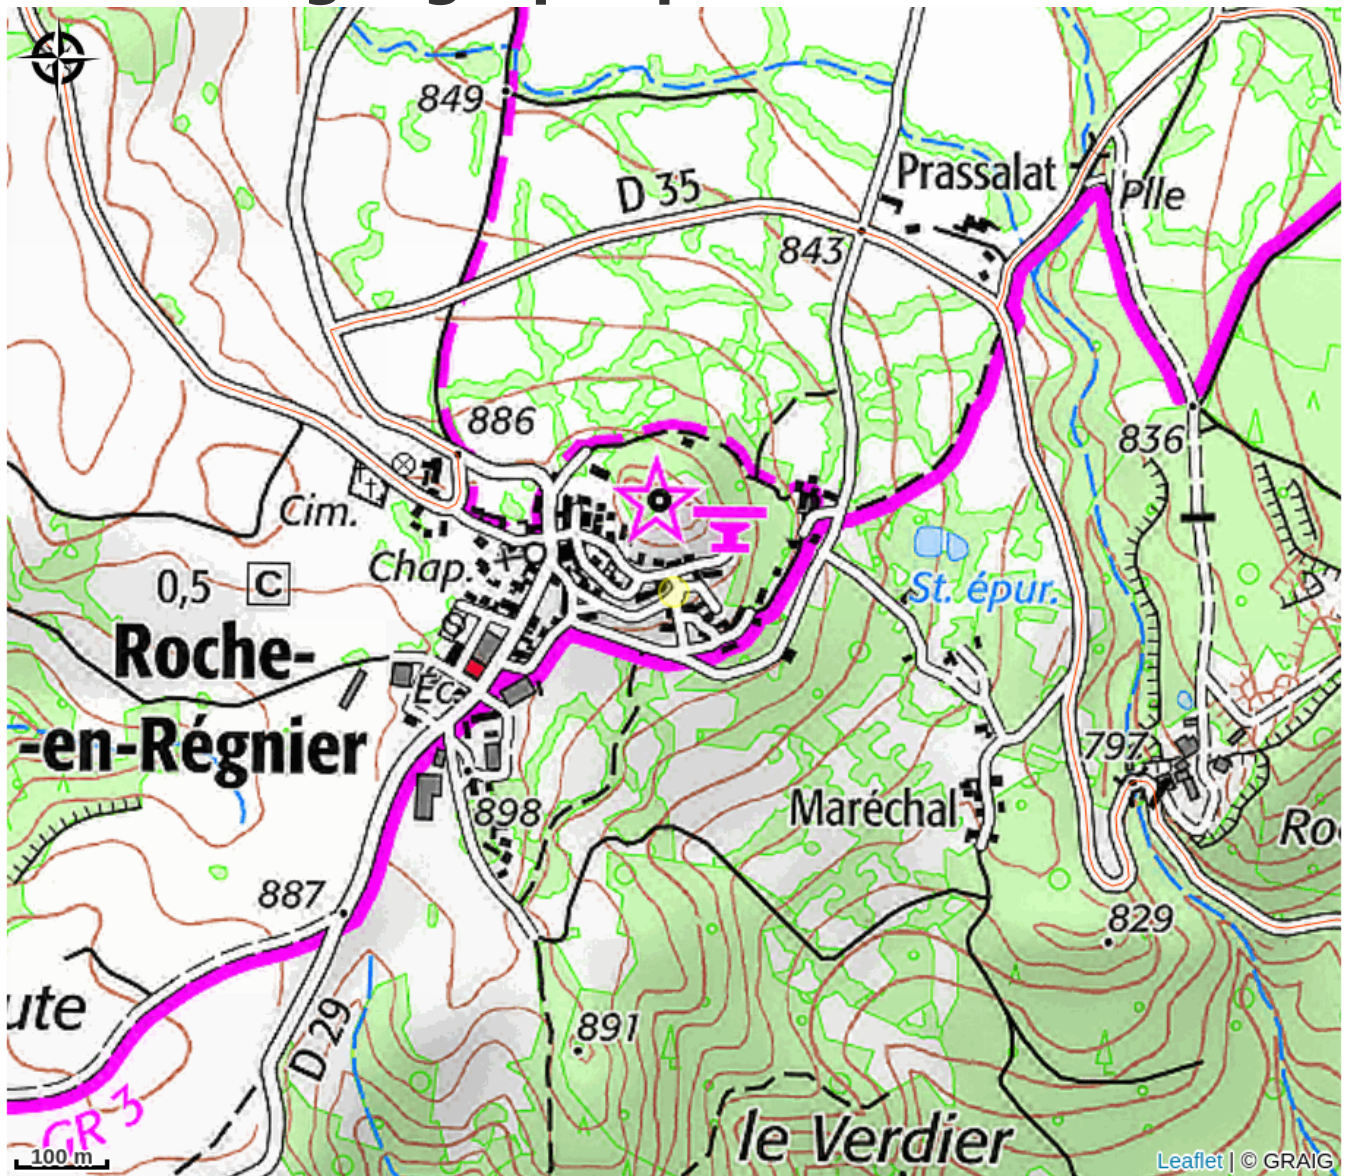 849
D 35
Prassalat
Plle
843
886
836
Cim.
Chap.
0,5 C
St. épur.
Roche-
Éc.
-en-Régnier
797
898
Maréchal
Ro
887
829
ute
D 29
891
GR 3
le Verdier
100 m
Leaflet | © GRAIG